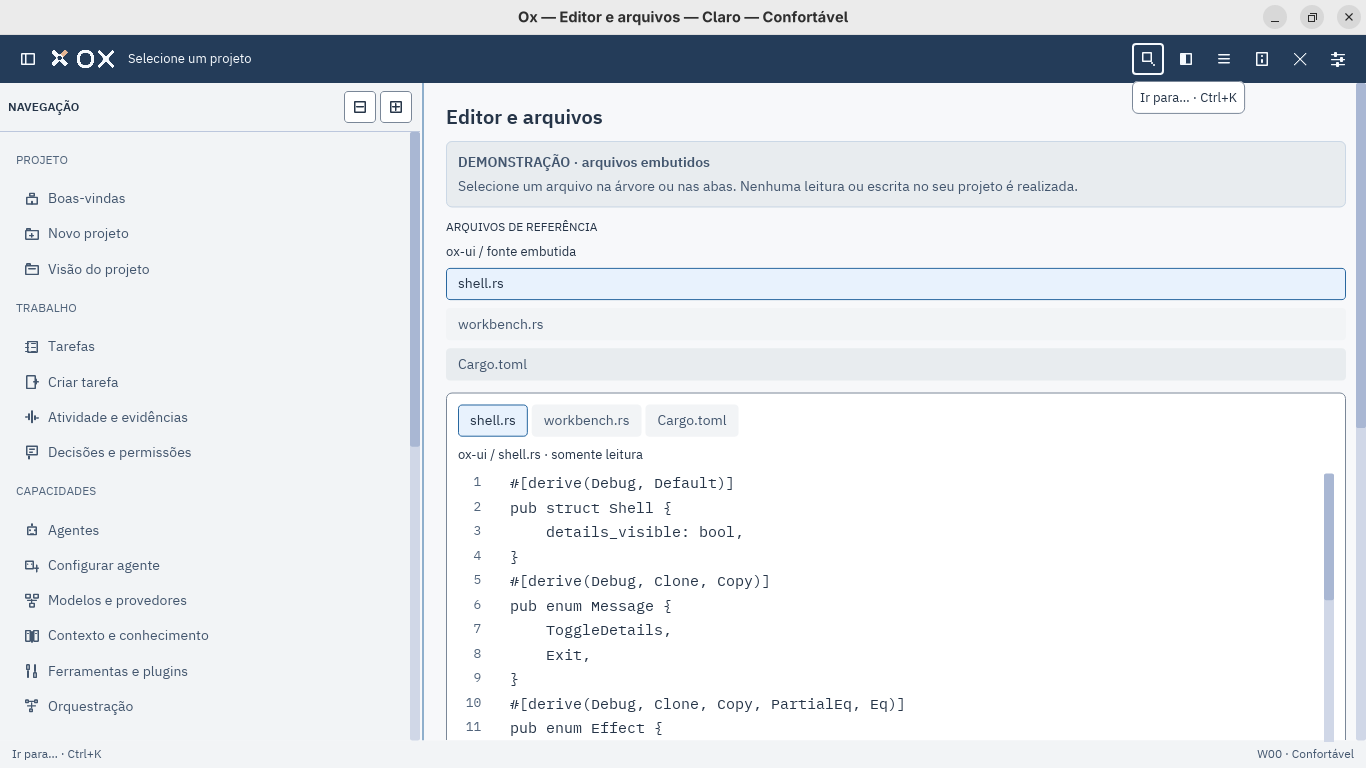 Ox — Editor e arquivos — Claro — Confortável
OX
Selecione um projeto
Ir para... · Ctrl+K
NAVEGAÇÃO
PROJETO
Boas-vindas
Novo projeto
Visão do projeto
TRABALHO
Tarefas
Criar tarefa
Atividade e evidências
Decisões e permissões
CAPACIDADES
Agentes
Configurar agente
Modelos e provedores
Contexto e conhecimento
Ferramentas e plugins
Orquestração
Editor e arquivos
DEMONSTRAÇÃO · arquivos embutidos
Selecione um arquivo na árvore ou nas abas. Nenhuma leitura ou escrita no seu projeto é realizada.
ARQUIVOS DE REFERÊNCIA
ox-ui / fonte embutida
shell.rs
workbench.rs
Cargo.toml
shell.rs workbench.rs Cargo.toml
ox-ui / shell.rs · somente leitura
1 #[derive(Debug, Default)]
2 pub struct Shell {
3     details_visible: bool,
4 }
5 #[derive(Debug, Clone, Copy)]
6 pub enum Message {
7     ToggleDetails,
8     Exit,
9 }
10 #[derive(Debug, Clone, Copy, PartialEq, Eq)]
11 pub enum Effect {
Ir para... · Ctrl+K
W00 · Confortável